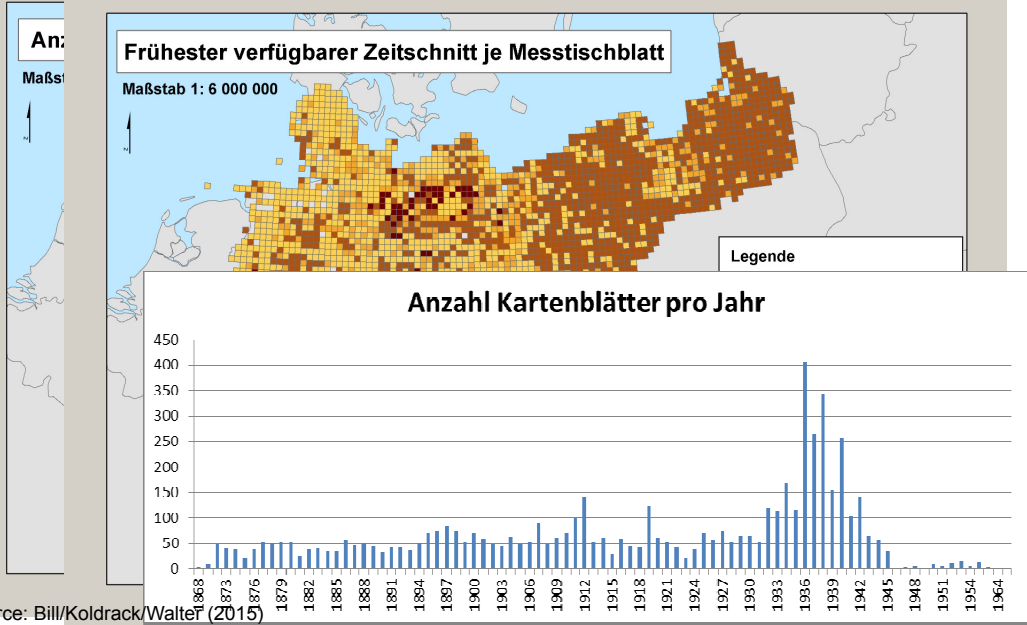 Anz
Maßst
z
Frühester verfügbarer Zeitschnitt je Messtischblatt
Maßstab 1: 6 000 000
z
Legende
Anzahl Kartenblätter pro Jahr
450
400
350
300
250
200
150
100
50
0
1868 1873 1876 1879 1882 1885 1888 1891 1894 1897 1900 1903 1906 1909 1912 1915 1918 1921 1924 1927 1930 1933 1936 1939 1942 1945 1948 1951 1954 1964
rce: Bill/Koldrack/Walter (2015)